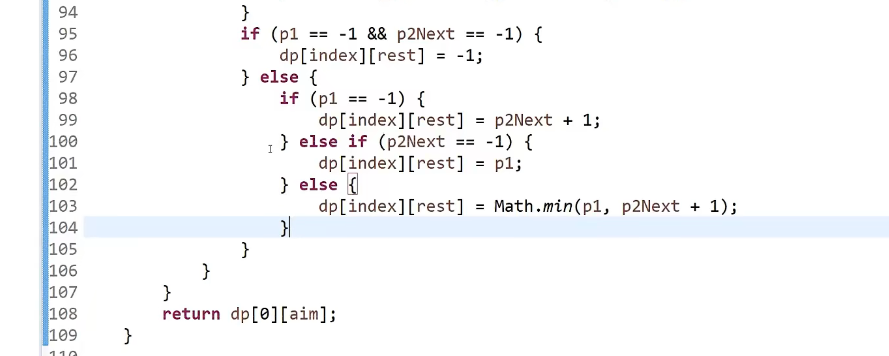 94                 }
95                 if (p1 == -1 && p2Next == -1) {
96                     dp[index][rest] = -1;
97                 } else {
98                     if (p1 == -1) {
99                         dp[index][rest] = p2Next + 1;
100                     } else if (p2Next == -1) {
101                         dp[index][rest] = p1;
102                     } else {
103                         dp[index][rest] = Math.min(p1, p2Next + 1);
104                     }
105                 }
106             }
107         }
108         return dp[0][aim];
109     }
110